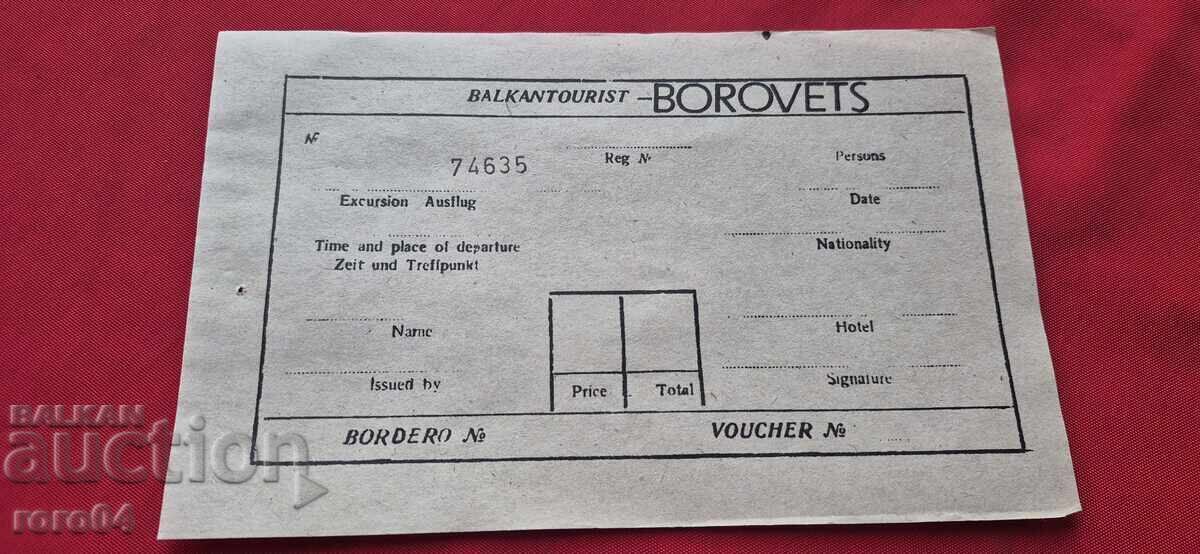 BALKANTOURIST - BOROVETS
№ 74635
Reg № Persons
Excursion Ausflug Date
Time and place of departure Nationality
Zeit und Treffpunkt
Name Hotel
Issued by Price Total Signature
BORDERO № VOUCHER №
BALKAN
auction
roro04